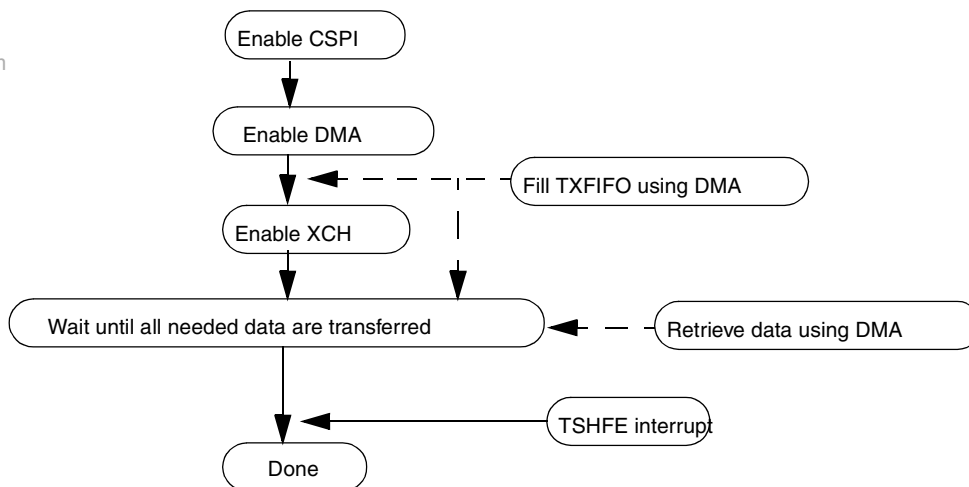 n
Enable CSPI
Enable DMA
Fill TXFIFO using DMA
Enable XCH
Wait until all needed data are transferred
Retrieve data using DMA
TSHFE interrupt
Done